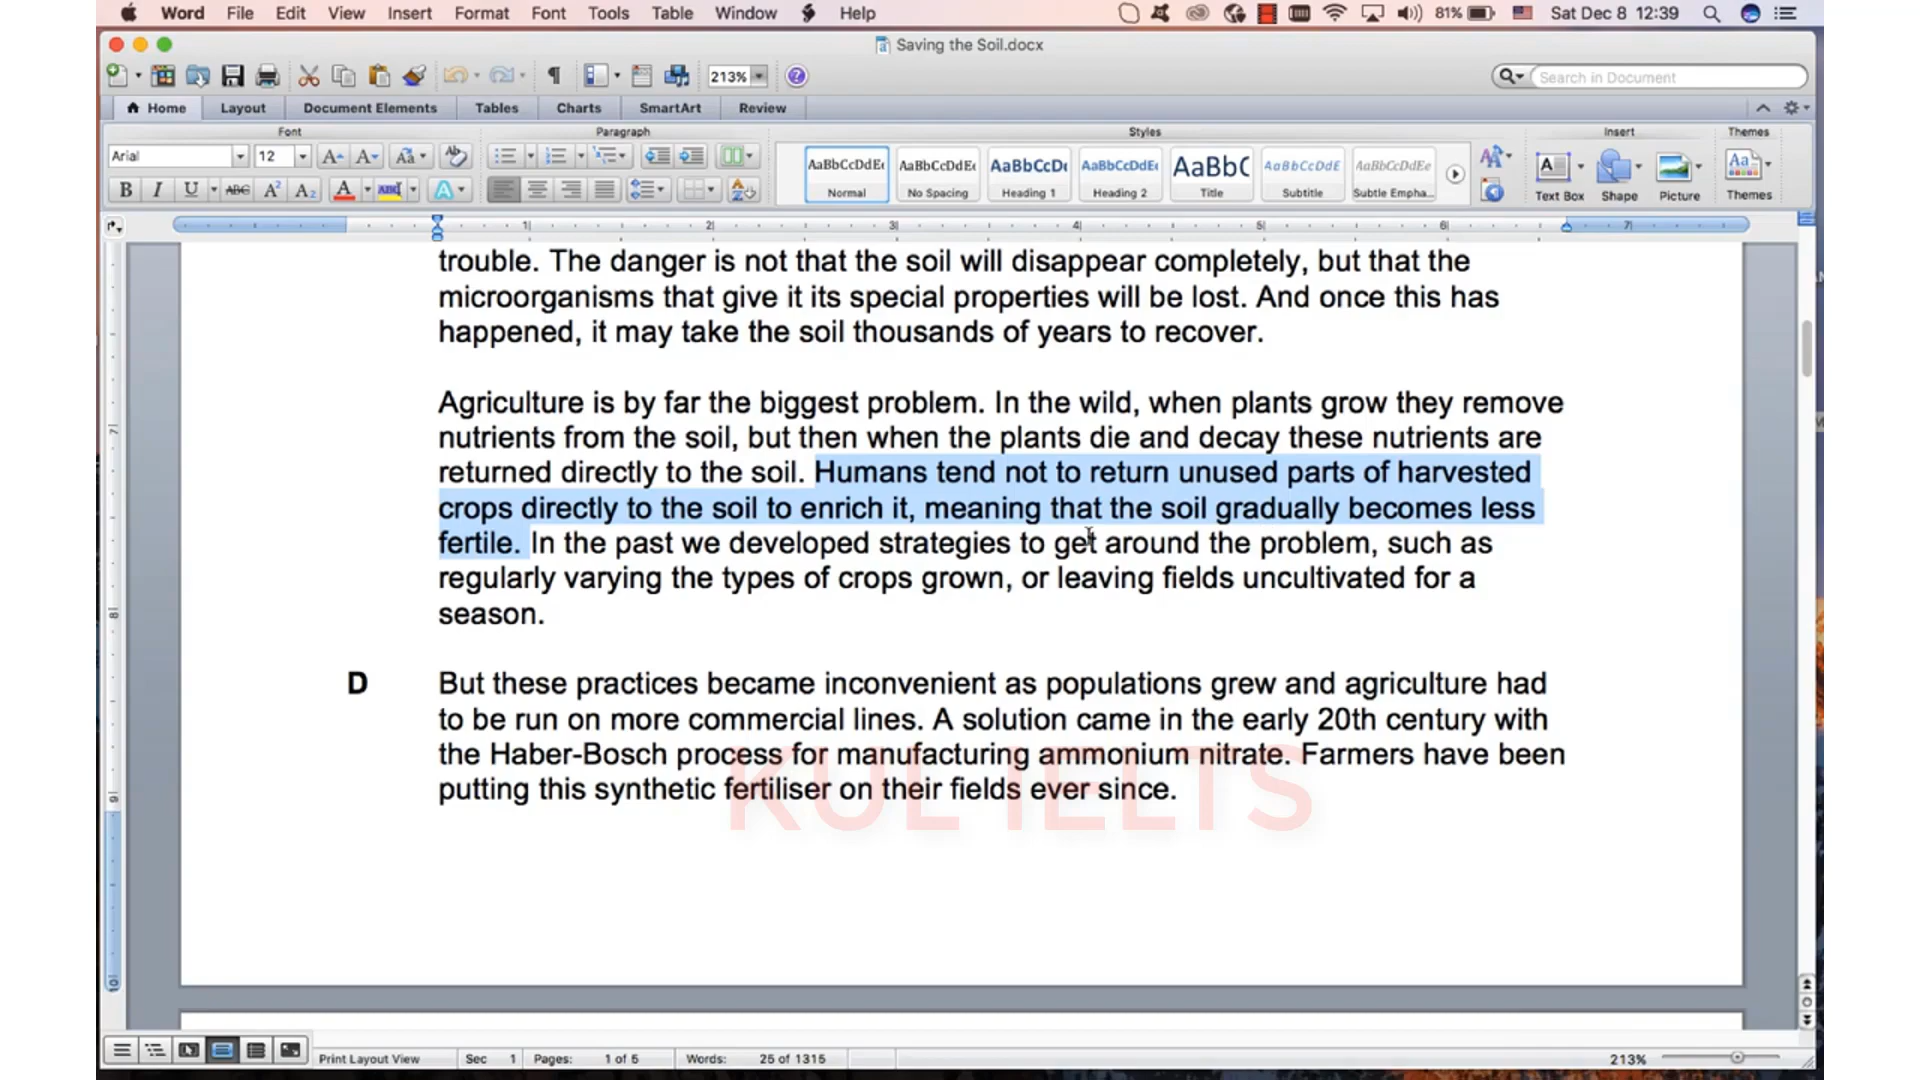 Word File Edit View Insert Format Font Tools Table Window Help 81% Sat Dec 8 12:39
Saving the Soil.docx
213% Search in Document
Home Layout Document Elements Tables Charts SmartArt Review
Font Paragraph Styles Insert Themes
Arial 12
AaBbCcDdEe AaBbCcDdEe AaBbCcDc AaBbCcDdEe AaBbC AaBbCcDdE AaBbCcDdEe
Normal No Spacing Heading 1 Heading 2 Title Subtitle Subtle Empha... Text Box Shape Picture Themes
trouble. The danger is not that the soil will disappear completely, but that the
microorganisms that give it its special properties will be lost. And once this has
happened, it may take the soil thousands of years to recover.
Agriculture is by far the biggest problem. In the wild, when plants grow they remove
nutrients from the soil, but then when the plants die and decay these nutrients are
returned directly to the soil. Humans tend not to return unused parts of harvested
crops directly to the soil to enrich it, meaning that the soil gradually becomes less
fertile. In the past we developed strategies to get around the problem, such as
regularly varying the types of crops grown, or leaving fields uncultivated for a
season.
D But these practices became inconvenient as populations grew and agriculture had
to be run on more commercial lines. A solution came in the early 20th century with
the Haber-Bosch process for manufacturing ammonium nitrate. Farmers have been
putting this synthetic fertiliser on their fields ever since.
KUL IELTS
Print Layout View Sec 1 Pages: 1 of 5 Words: 25 of 1315 213%